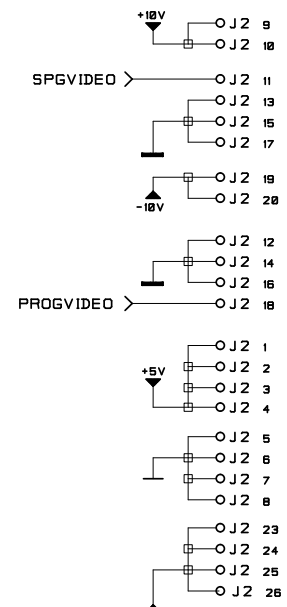 +10V
J2 9
J2 10
SPGVIDEO J2 11
J2 13
J2 15
J2 17
J2 19
J2 20
-10V
J2 12
J2 14
J2 16
PROGVIDEO J2 18
J2 1
J2 2
+5V
J2 3
J2 4
J2 5
J2 6
J2 7
J2 8
J2 23
J2 24
J2 25
J2 26